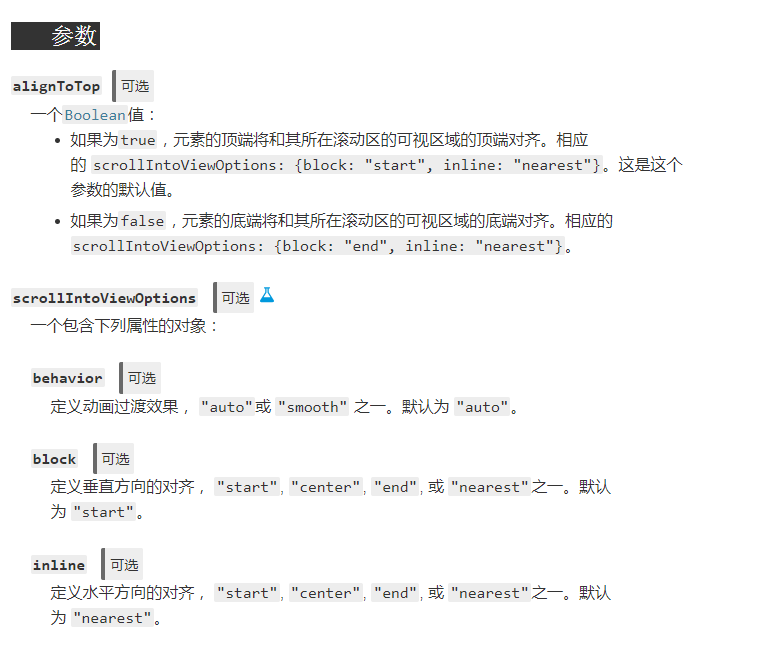 参数
alignToTop 可选
一个Boolean值：
如果为true，元素的顶端将和其所在滚动区的可视区域的顶端对齐。相应
的 scrollIntoViewOptions: {block: "start", inline: "nearest"}。这是这个
参数的默认值。
如果为false，元素的底端将和其所在滚动区的可视区域的底端对齐。相应的
scrollIntoViewOptions: {block: "end", inline: "nearest"}。
scrollIntoViewOptions 可选
一个包含下列属性的对象：
behavior 可选
定义动画过渡效果， "auto"或 "smooth" 之一。默认为 "auto"。
block 可选
定义垂直方向的对齐， "start", "center", "end", 或 "nearest"之一。默认
为 "start"。
inline 可选
定义水平方向的对齐， "start", "center", "end", 或 "nearest"之一。默认
为 "nearest"。